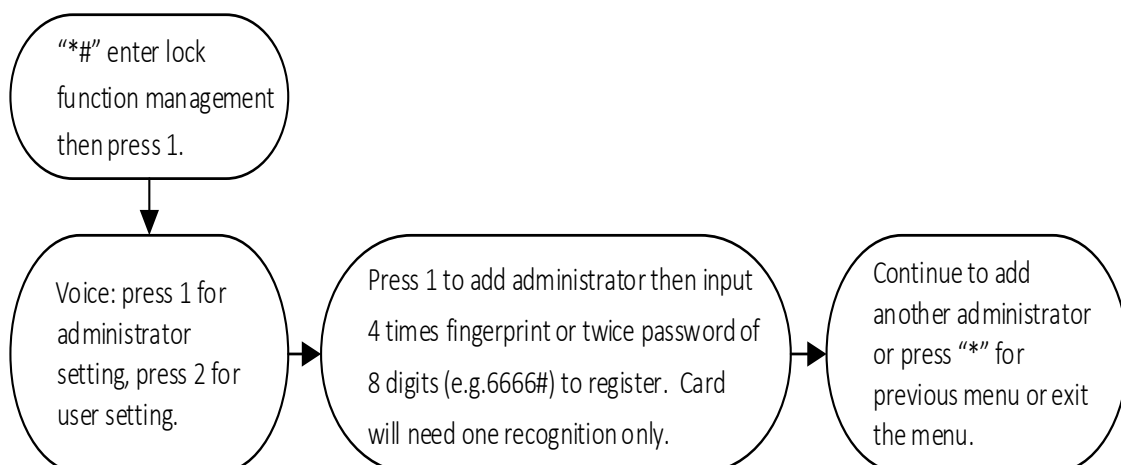 “*#” enter lock
function management
then press 1.
Voice: press 1 for
administrator
setting, press 2 for
user setting.
Press 1 to add administrator then input
4 times fingerprint or twice password of
8 digits (e.g.6666#) to register. Card
will need one recognition only.
Continue to add
another administrator
or press “*” for
previous menu or exit
the menu.